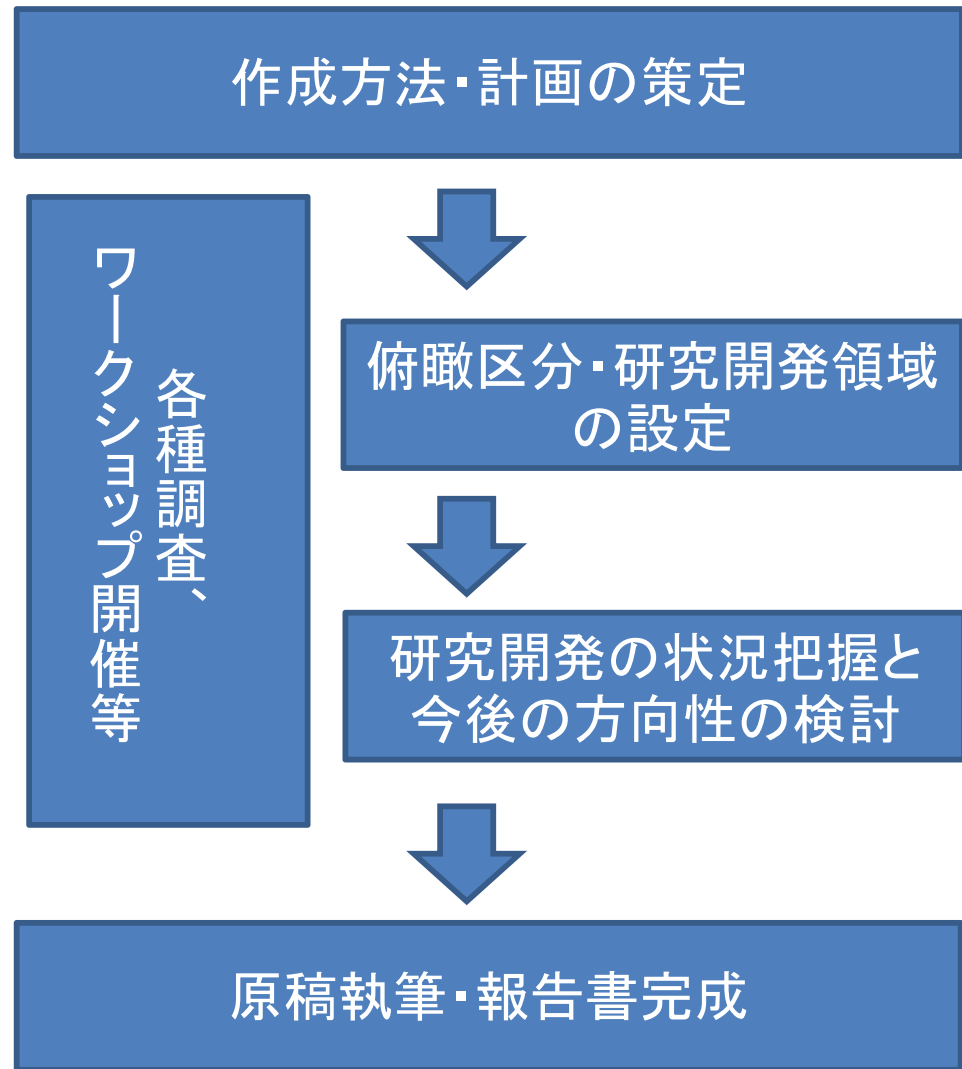 作成方法・計画の策定
各種調査、
ワークショップ開催等
俯瞰区分・研究開発領域
の設定
研究開発の状況把握と
今後の方向性の検討
原稿執筆・報告書完成